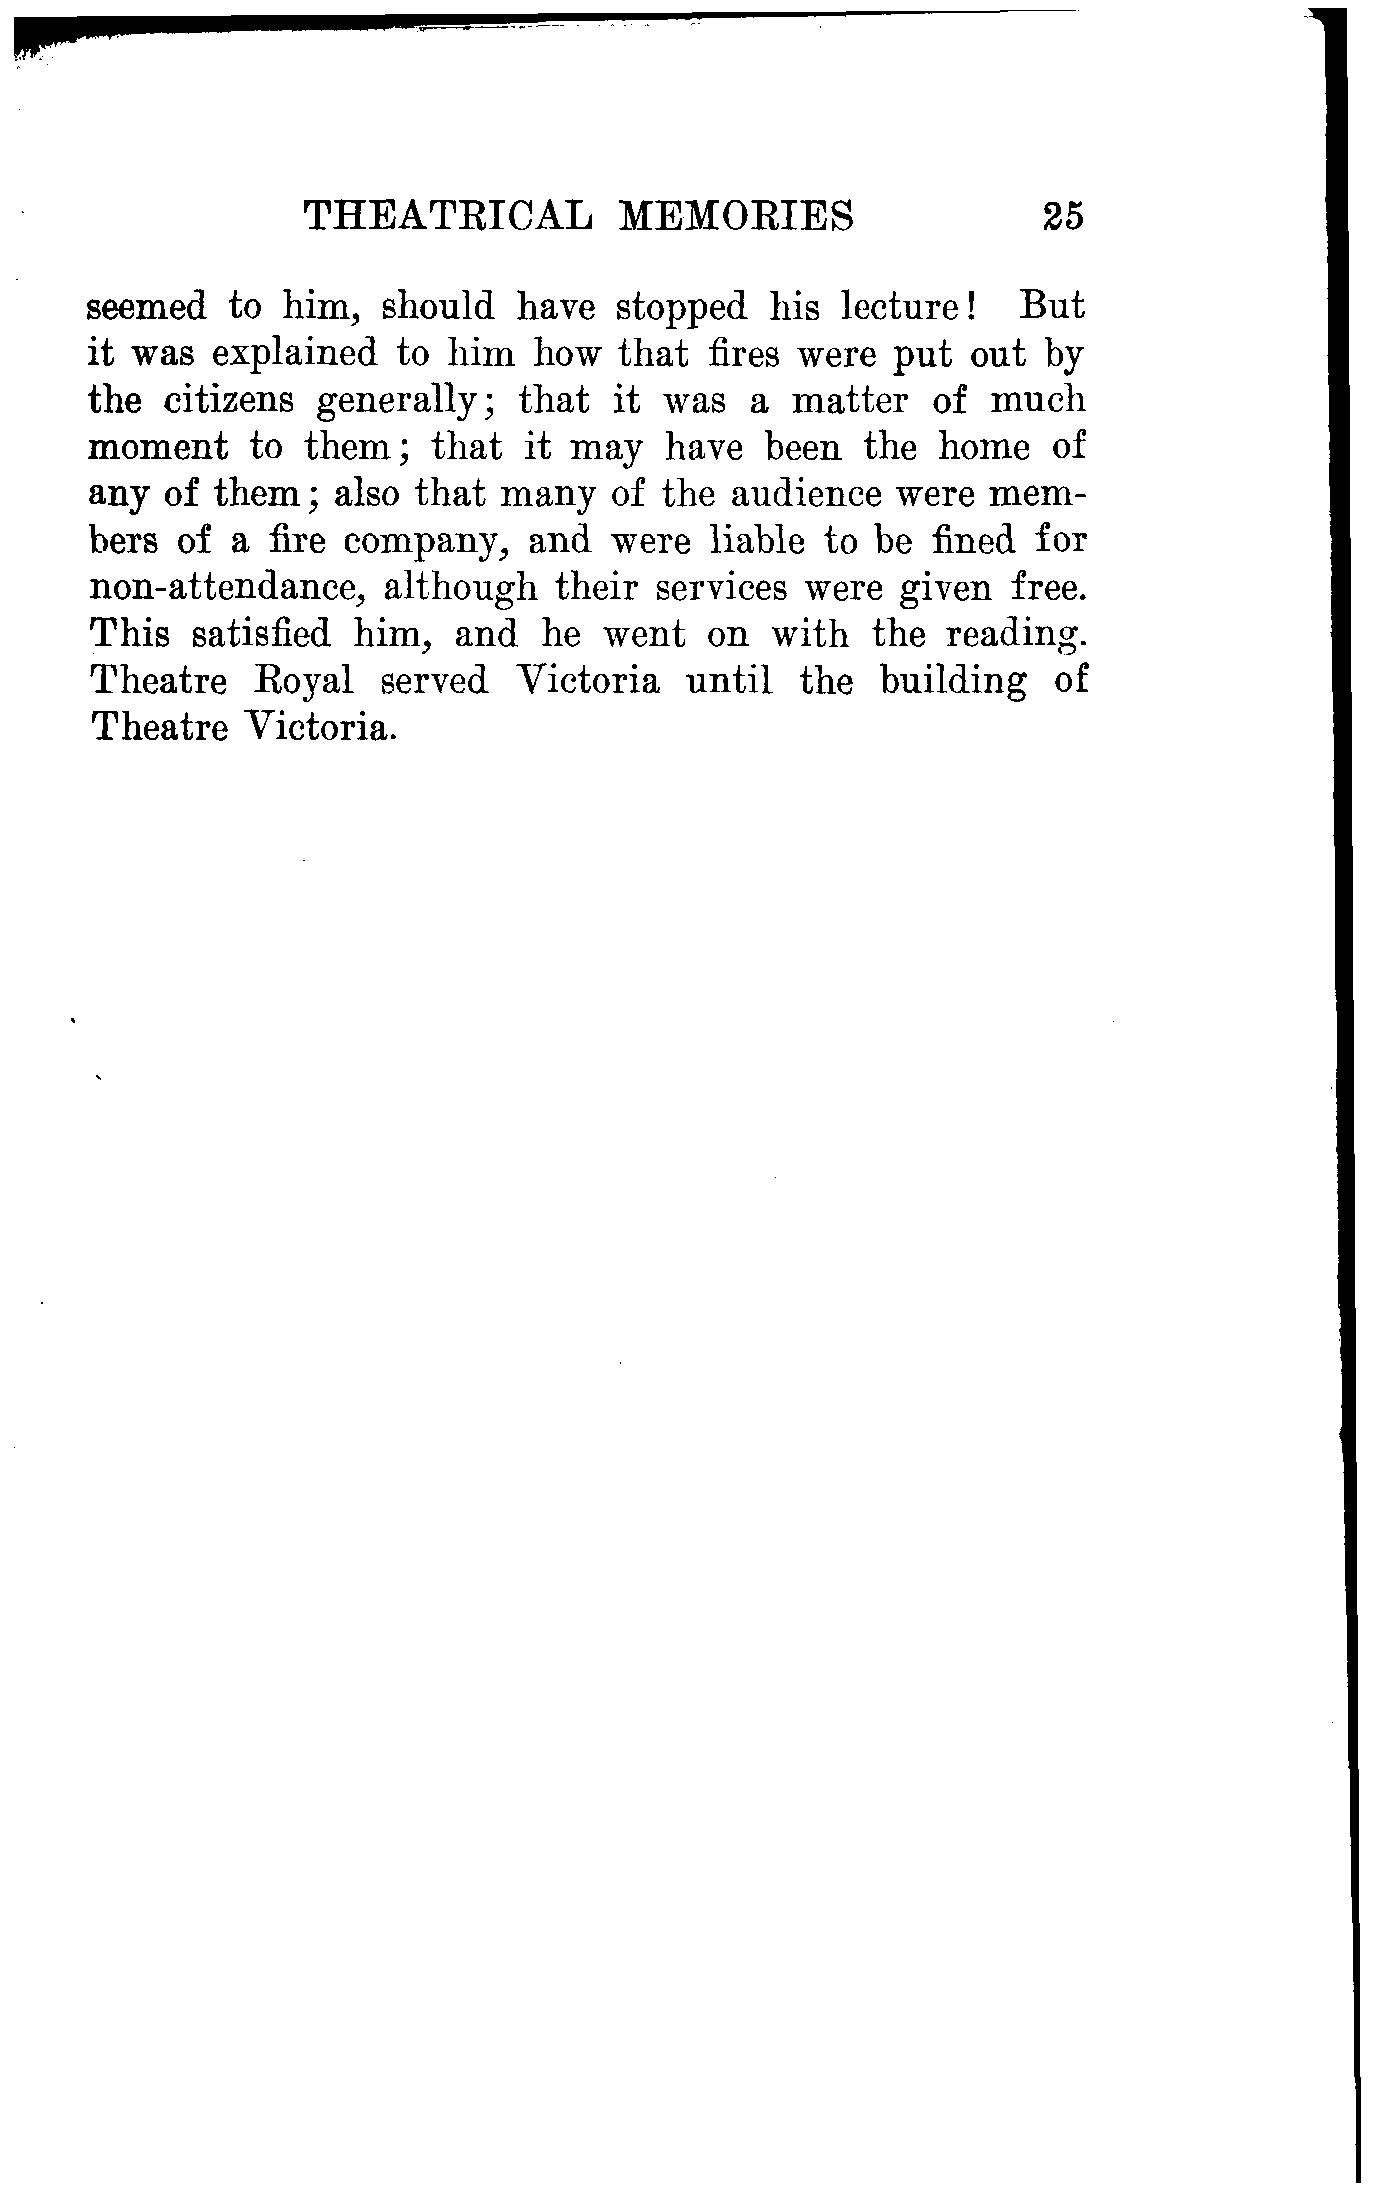 THEATRICAL MEMORIES 25
seemed to him, should have stopped his lecture! But
it was explained to him how that fires were put out by
the citizens generally; that it was a matter of much
moment to them; that it may have been the home of
any of them; also that many of the audience were mem-
bers of a fire company, and were liable to be fined for
non-attendance, although their services were given free.
This satisfied him, and he went on with the reading.
Theatre Royal served Victoria until the building of
Theatre Victoria.